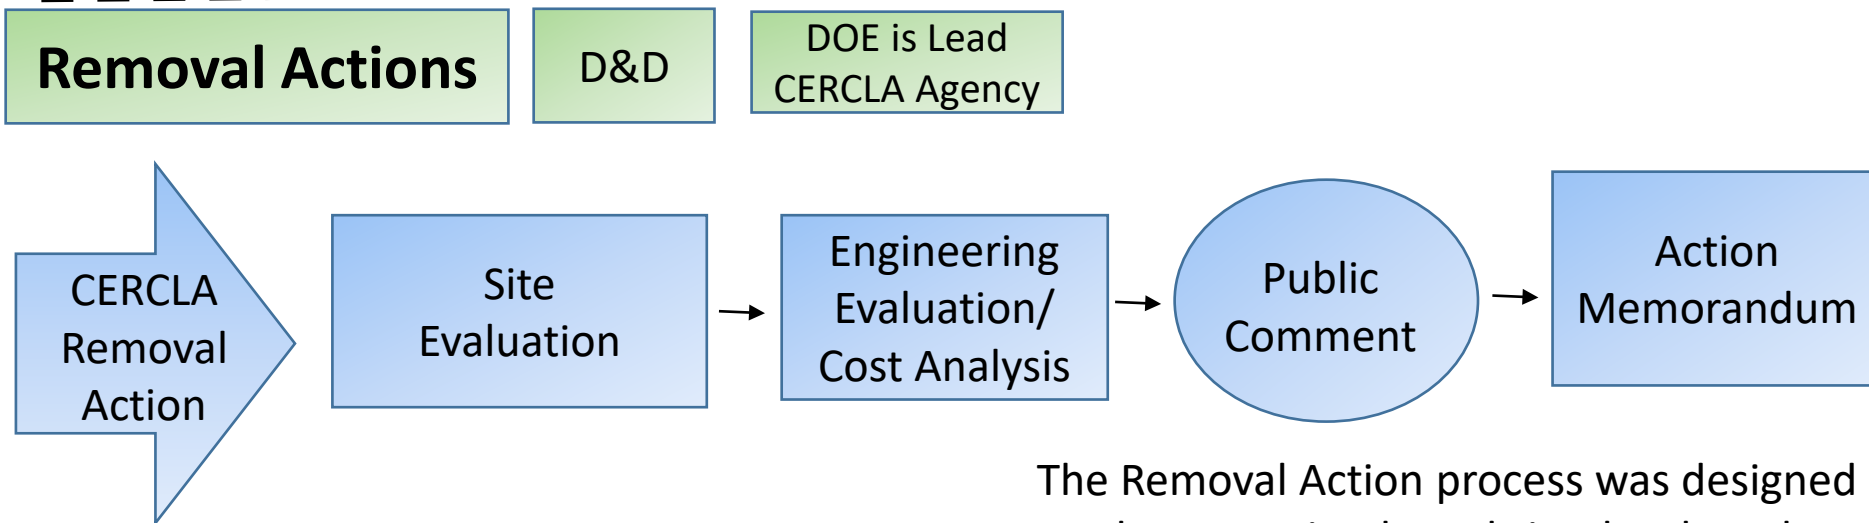 Removal Actions
D&D
DOE is Lead
CERCLA Agency
CERCLA
Removal
Action
Site
Evaluation
Engineering
Evaluation/
Cost Analysis
Public
Comment
Action
Memorandum
The Removal Action process was designed